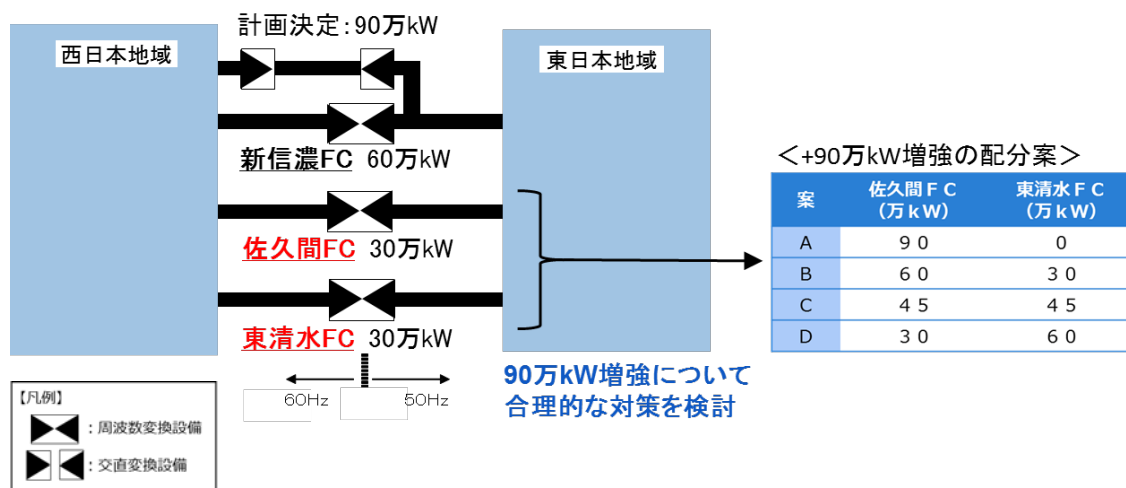 計画決定：90万kW
西日本地域
東日本地域
新信濃FC 60万kW
佐久間FC 30万kW
東清水FC 30万kW
60Hz
50Hz
90万kW増強について
合理的な対策を検討
＜+90万kW増強の配分案＞
案 佐久間ＦＣ（万ｋＷ） 東清水ＦＣ（万ｋＷ）
A ９０ ０
B ６０ ３０
C ４５ ４５
D ３０ ６０
【凡例】
：周波数変換設備
：交直変換設備